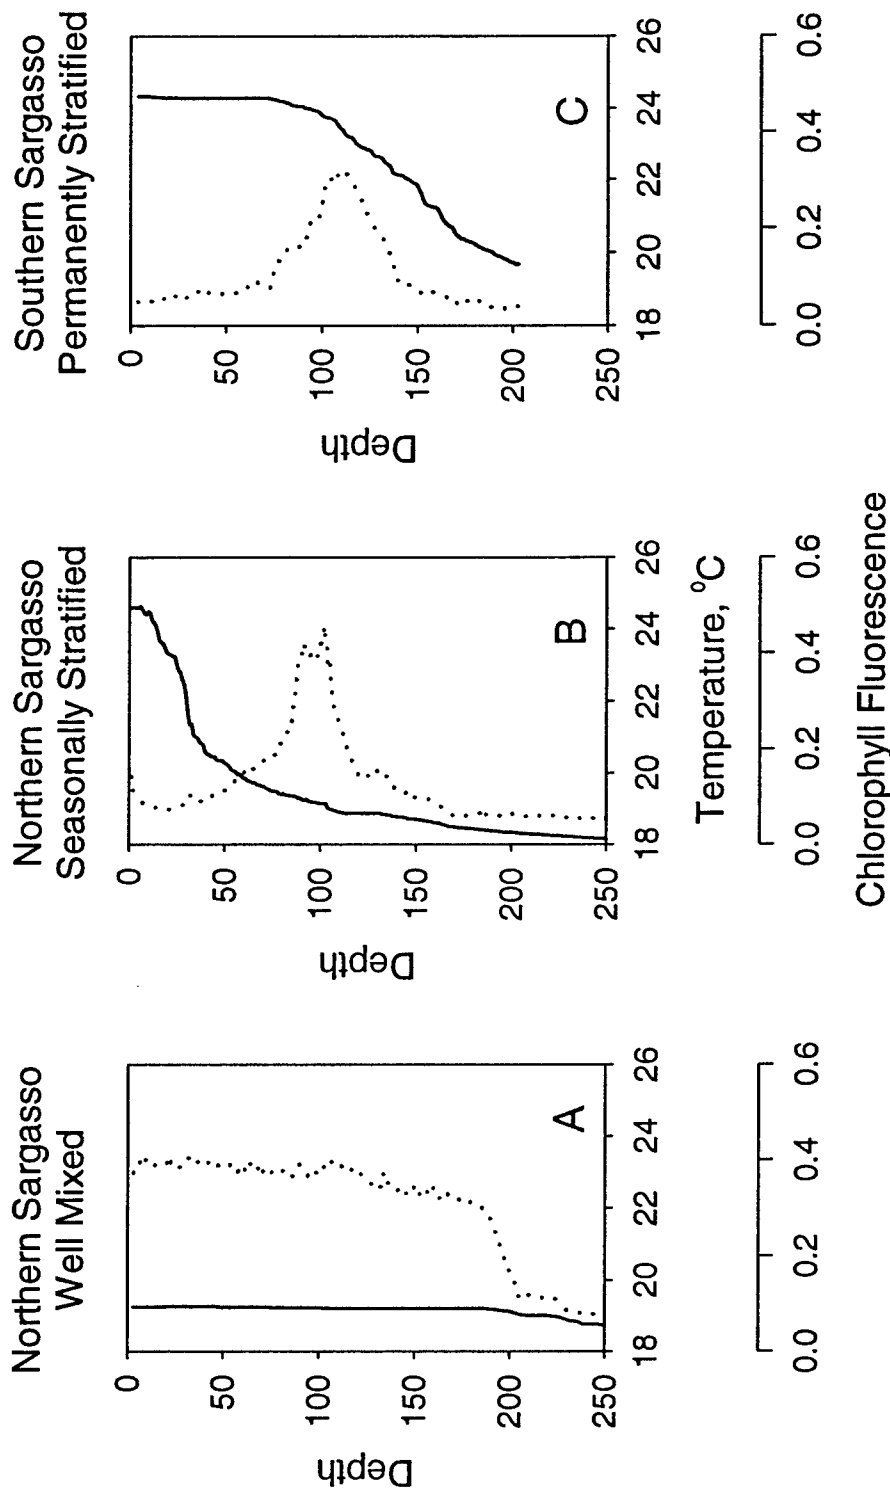 Northern Sargasso
Well Mixed
Depth
0
50
100
150
200
250
A
18 20 22 24 26
0.0 0.2 0.4 0.6
Northern Sargasso
Seasonally Stratified
Depth
0
50
100
150
200
250
B
18 20 22 24 26
Temperature, ⁰C
0.0 0.2 0.4 0.6
Chlorophyll Fluorescence
Southern Sargasso
Permanently Stratified
Depth
0
50
100
150
200
250
C
18 20 22 24 26
0.0 0.2 0.4 0.6